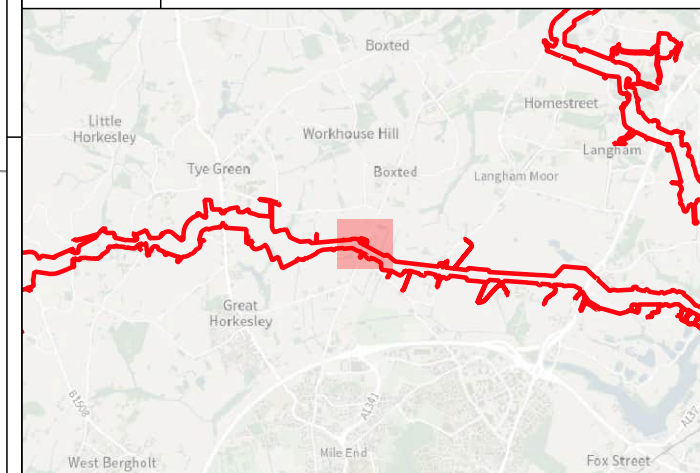 Boxted
Homestreet
Little
Horkesley
Workhouse Hill
Langham
Tye Green
Boxted
Langham Moor
Great
Horkesley
B1508
A1341
A137
Mile End
West Bergholt
Fox Street